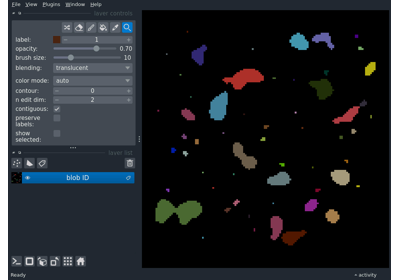 File View Plugins Window Help
layer controls
label: 1
opacity: 0.70
brush size: 10
blending: translucent
color mode: auto
contour: 0
n edit dim: 2
contiguous:
preserve
labels:
show
selected:
layer list
blob ID
Ready
activity